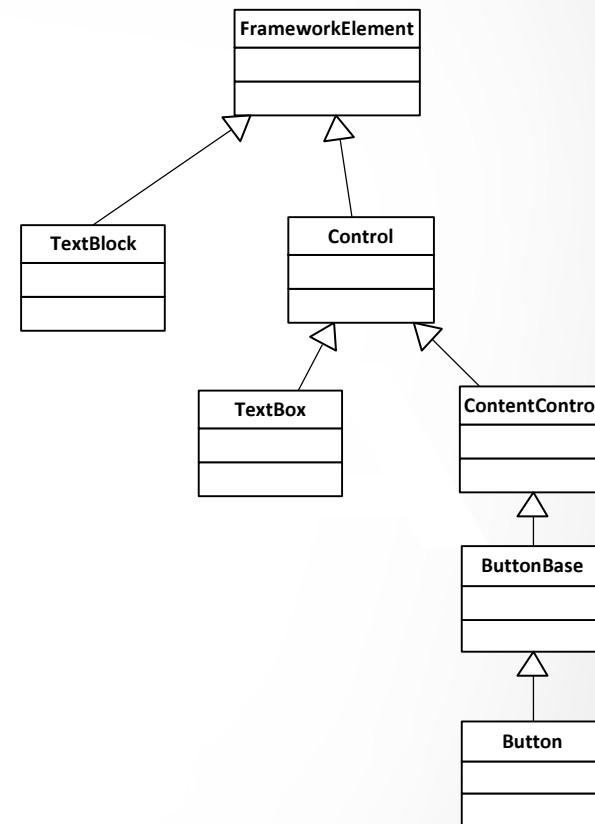 FrameworkElement
TextBlock
Control
TextBox
ContentContro
ButtonBase
Button